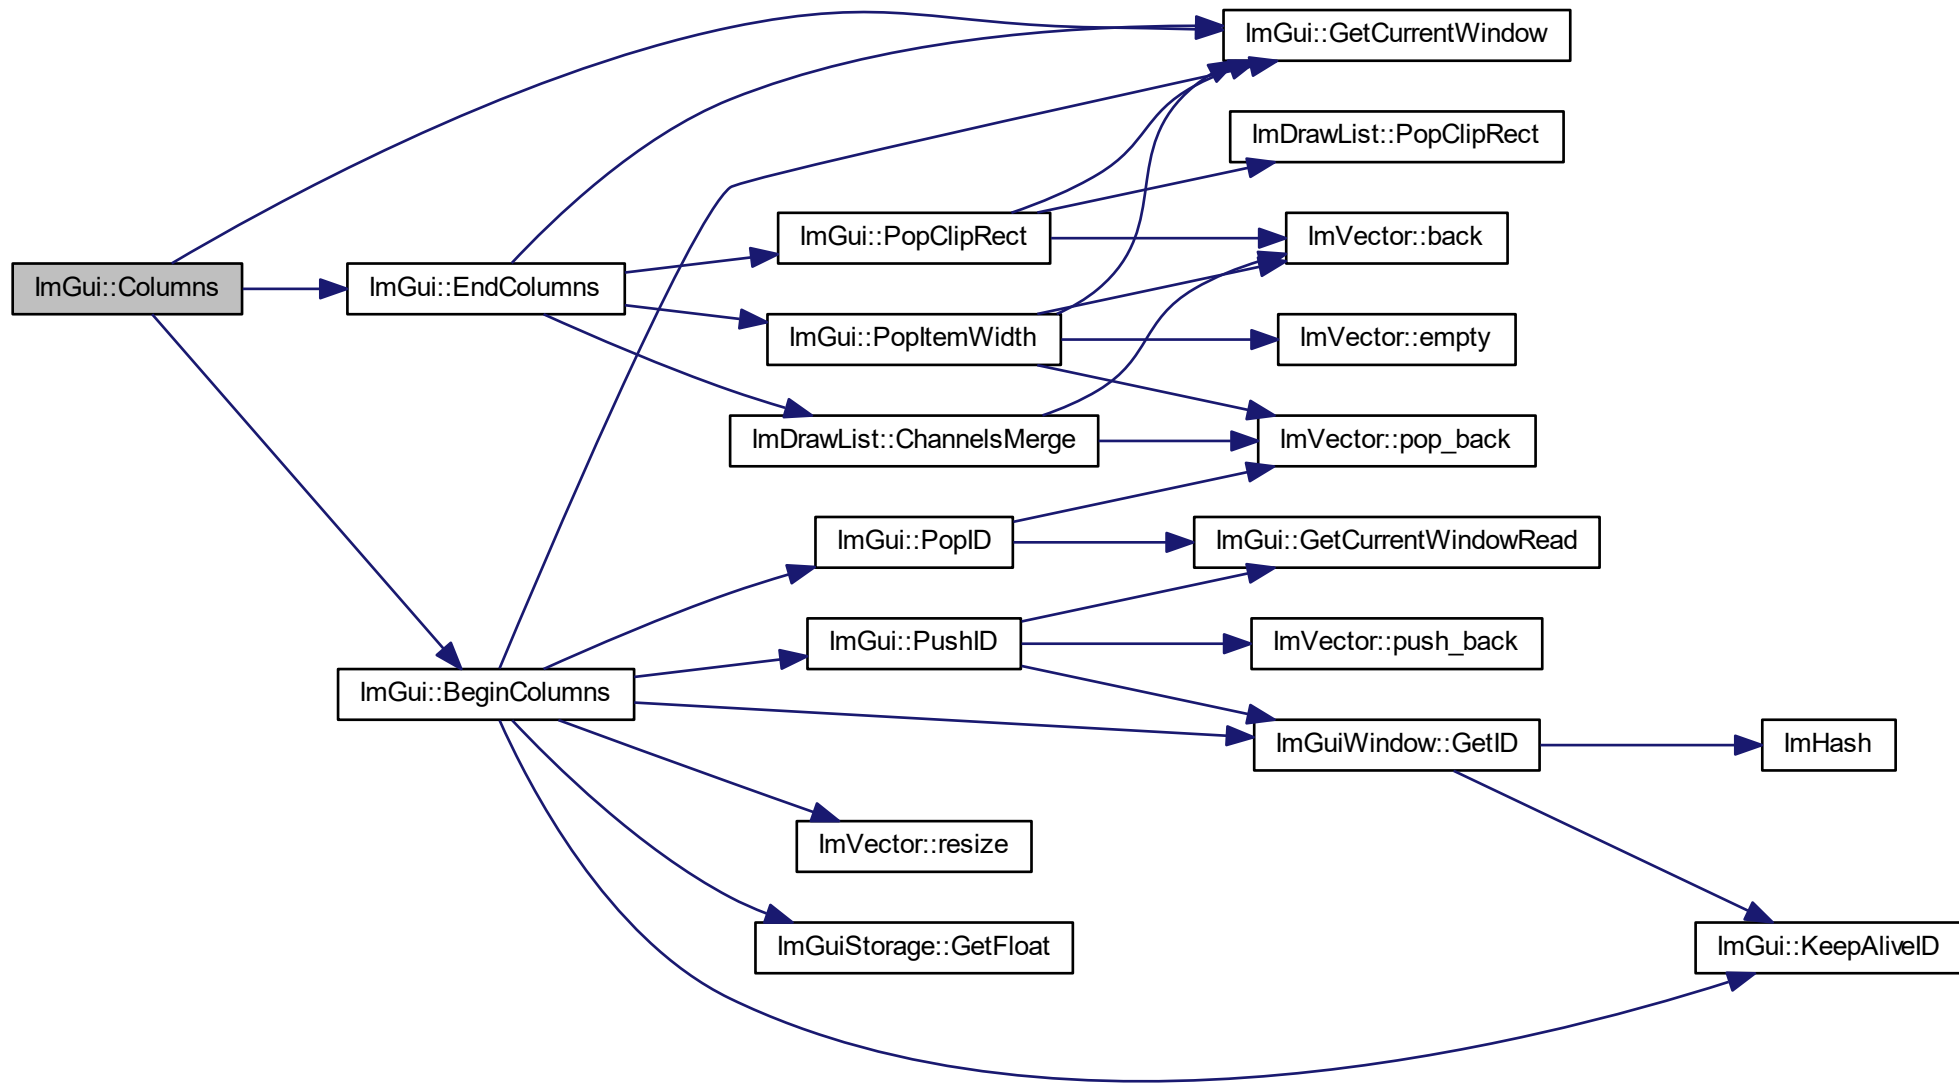 ImGui::GetCurrentWindow
ImDrawList::PopClipRect
ImGui::PopClipRect
ImVector::back
ImGui::Columns
ImGui::EndColumns
ImGui::PopItemWidth
ImVector::empty
ImDrawList::ChannelsMerge
ImVector::pop_back
ImGui::PopID
ImGui::GetCurrentWindowRead
ImGui::PushID
ImVector::push_back
ImGui::BeginColumns
ImGuiWindow::GetID
ImHash
ImVector::resize
ImGuiStorage::GetFloat
ImGui::KeepAliveID